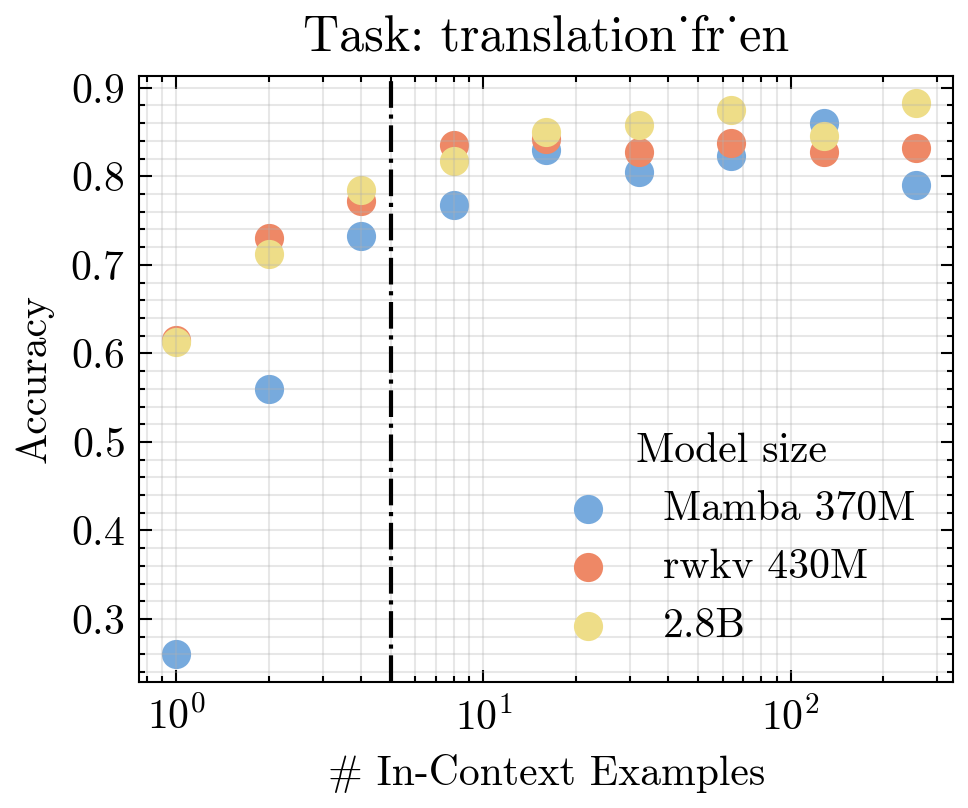 Task: translation˙fr˙en
Accuracy
0.9
0.8
0.7
0.6
0.5
0.4
0.3
Model size
Mamba 370M
rwkv 430M
2.8B
10⁰ 10¹ 10²
# In-Context Examples